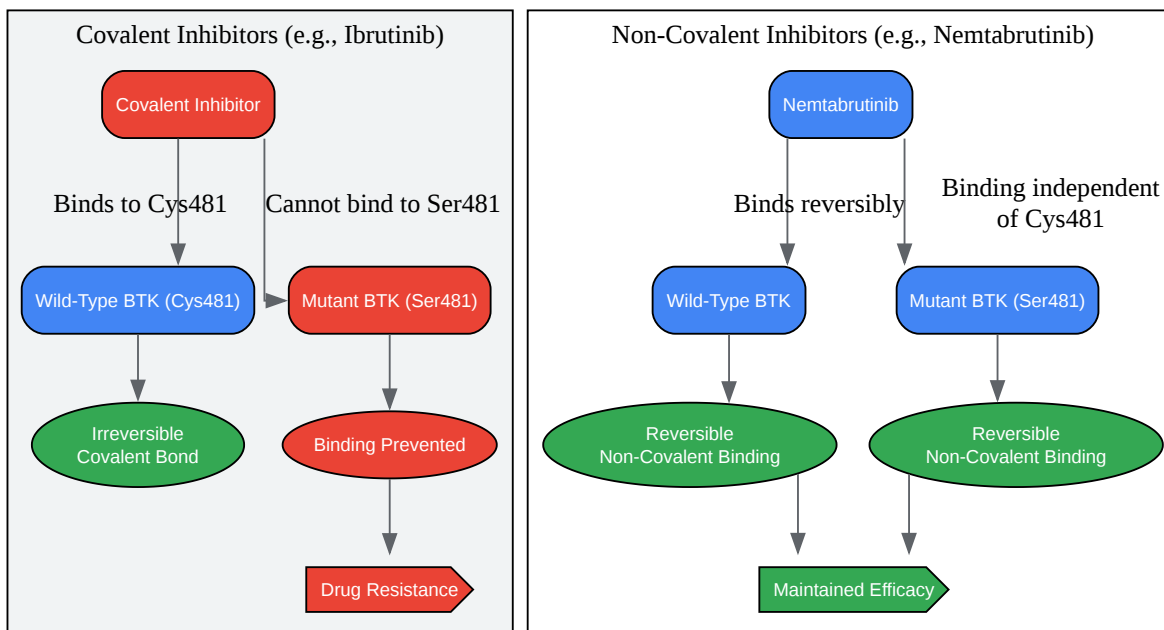 Covalent Inhibitors (e.g., Ibrutinib)
Covalent Inhibitor
Binds to Cys481
Cannot bind to Ser481
Wild-Type BTK (Cys481)
Mutant BTK (Ser481)
Irreversible
Covalent Bond
Binding Prevented
Drug Resistance
Non-Covalent Inhibitors (e.g., Nemtabrutinib)
Nemtabrutinib
Binds reversibly
Binding independent
of Cys481
Wild-Type BTK
Mutant BTK (Ser481)
Reversible
Non-Covalent Binding
Reversible
Non-Covalent Binding
Maintained Efficacy